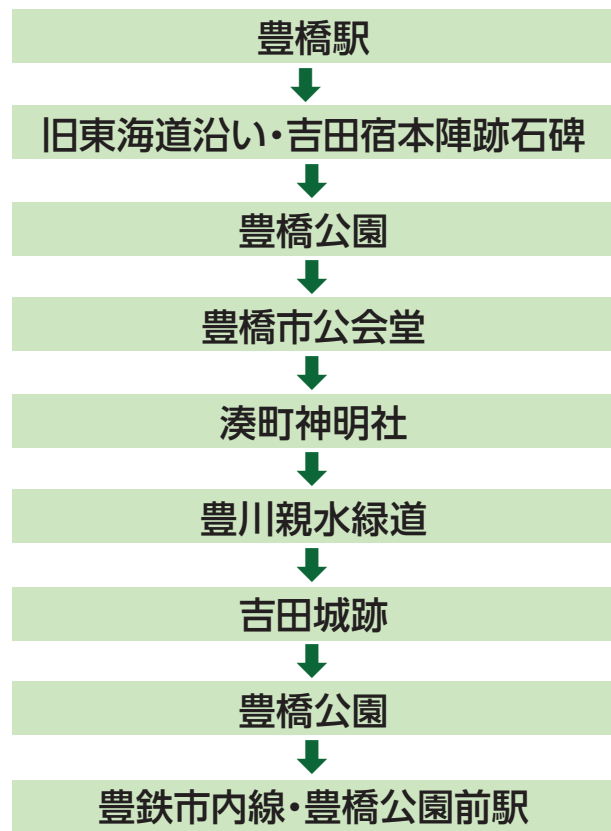 豊橋駅
旧東海道沿い・吉田宿本陣跡石碑
豊橋公園
豊橋市公会堂
湊町神明社
豊川親水緑道
吉田城跡
豊橋公園
豊鉄市内線・豊橋公園前駅